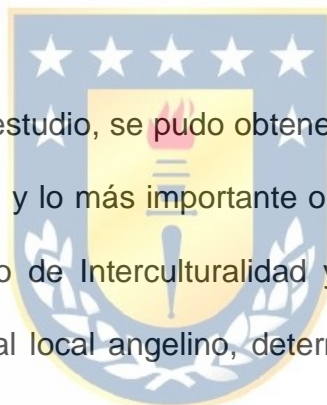 estudio, se pudo obtene
y lo más importante o
o de Interculturalidad y
al local angelino, deterr